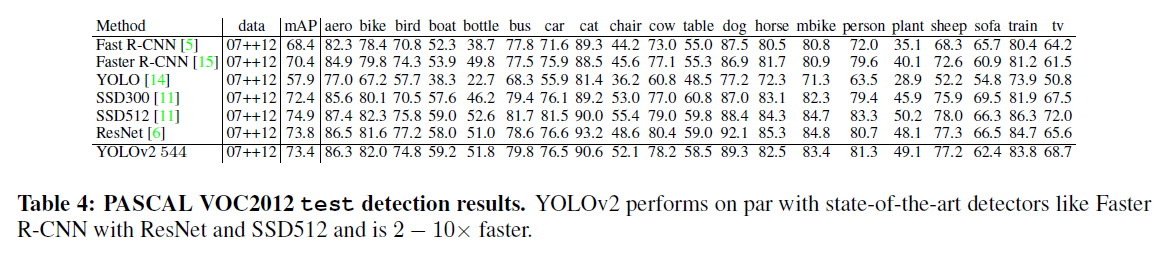 Method data mAP aero bike bird boat bottle bus car cat chair cow table dog horse mbike person plant sheep sofa train tv
Fast R-CNN [5] 07++12 68.4 82.3 78.4 70.8 52.3 38.7 77.8 71.6 89.3 44.2 73.0 55.0 87.5 80.5 80.8 72.0 35.1 68.3 65.7 80.4 64.2
Faster R-CNN [15] 07++12 70.4 84.9 79.8 74.3 53.9 49.8 77.5 75.9 88.5 45.6 77.1 55.3 86.9 81.7 80.9 79.6 40.1 72.6 60.9 81.2 61.5
YOLO [14] 07++12 57.9 77.0 67.2 57.7 38.3 22.7 68.3 55.9 81.4 36.2 60.8 48.5 77.2 72.3 71.3 63.5 28.9 52.2 54.8 73.9 50.8
SSD300 [11] 07++12 72.4 85.6 80.1 70.5 57.6 46.2 79.4 76.1 89.2 53.0 77.0 60.8 87.0 83.1 82.3 79.4 45.9 75.9 69.5 81.9 67.5
SSD512 [11] 07++12 74.9 87.4 82.3 75.8 59.0 52.6 81.7 81.5 90.0 55.4 79.0 59.8 88.4 84.3 84.7 83.3 50.2 78.0 66.3 86.3 72.0
ResNet [6] 07++12 73.8 86.5 81.6 77.2 58.0 51.0 78.6 76.6 93.2 48.6 80.4 59.0 92.1 85.3 84.8 80.7 48.1 77.3 66.5 84.7 65.6
YOLOv2 544 07++12 73.4 86.3 82.0 74.8 59.2 51.8 79.8 76.5 90.6 52.1 78.2 58.5 89.3 82.5 83.4 81.3 49.1 77.2 62.4 83.8 68.7
Table 4: PASCAL VOC2012 test detection results. YOLOv2 performs on par with state-of-the-art detectors like Faster
R-CNN with ResNet and SSD512 and is 2 − 10× faster.